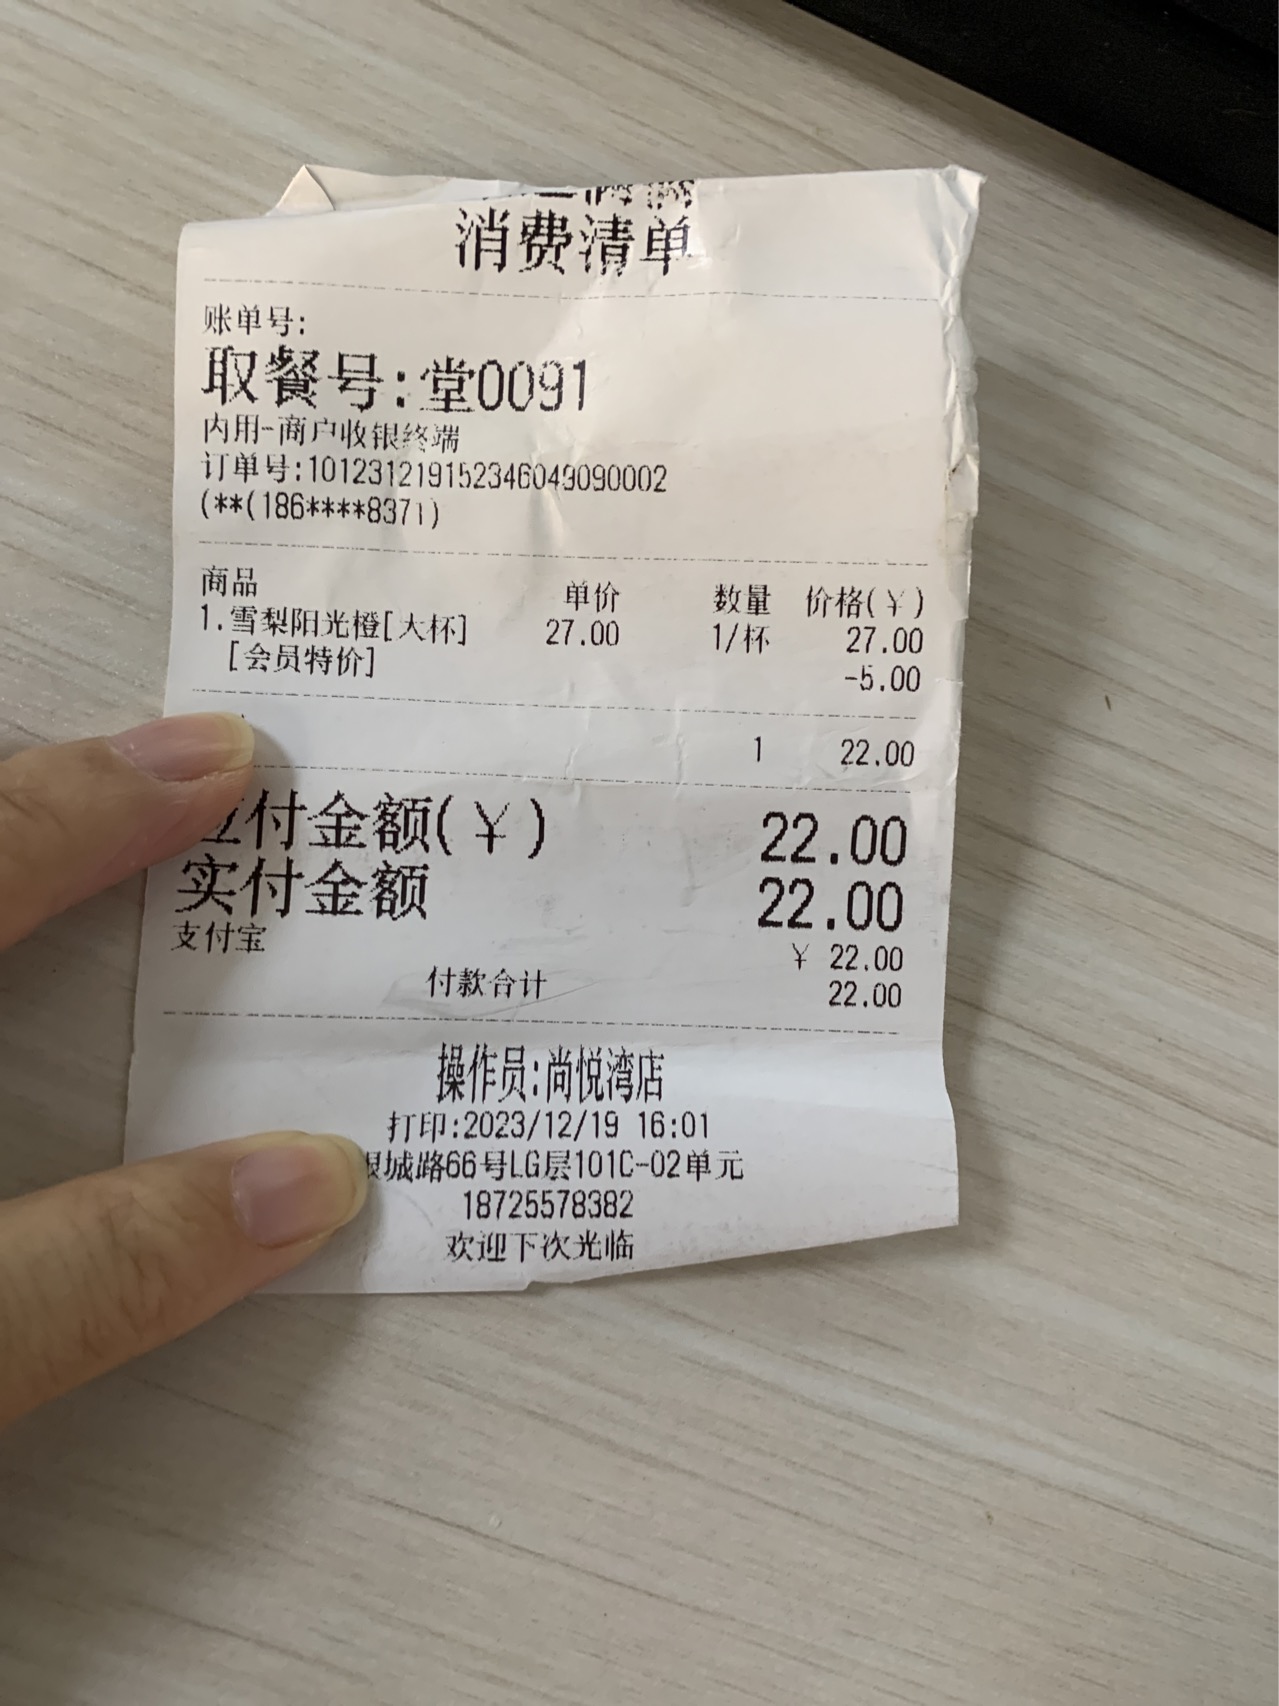 消费清单
账单号:
取餐号:堂0091
内用-商户收银终端
订单号:101231219152346049090002
(**(186****8371)
商品 单价 数量 价格(¥)
1.雪梨阳光橙[大杯] 27.00 1/杯 27.00
[会员特价] -5.00
1 22.00
付金额(¥) 22.00
实付金额 22.00
支付宝 ¥ 22.00
付款合计 22.00
操作员:尚悦湾店
打印:2023/12/19 16:01
城路66号LG层101C-02单元
18725578382
欢迎下次光临